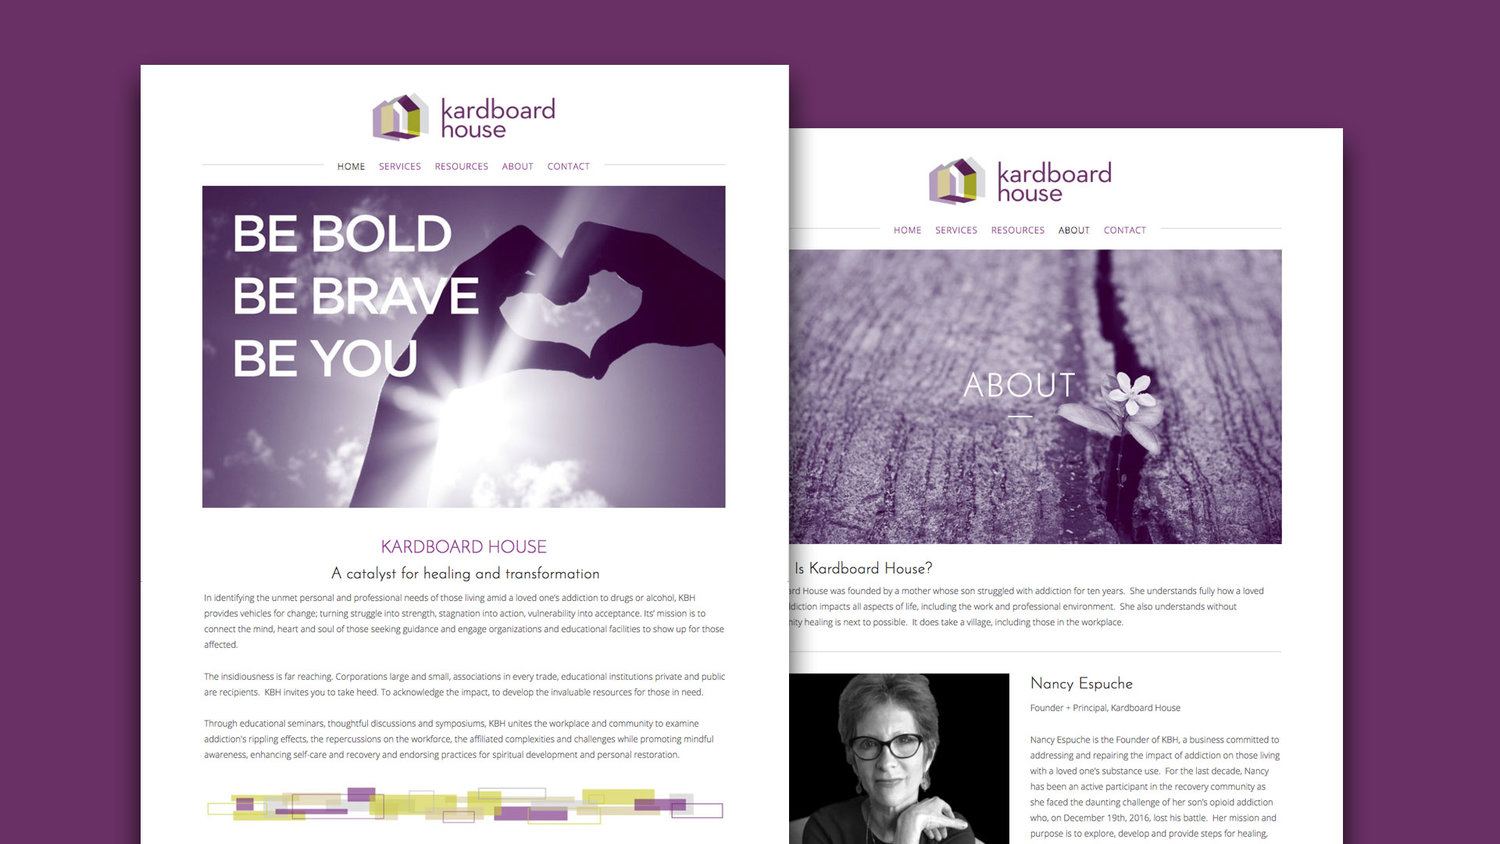 kardboard
house
HOME SERVICES RESOURCES ABOUT CONTACT
BE BOLD
BE BRAVE
BE YOU
KARDBOARD HOUSE
A catalyst for healing and transformation
In identifying the unmet personal and professional needs of those living amid a loved one's addiction to drugs or alcohol, KBH
provides vehicles for change; turning struggle into strength, stagnation into action, vulnerability into acceptance. Its' mission is to
connect the mind, heart and soul of those seeking guidance and engage organizations and educational facilities to show up for those
affected.
The insidiousness is far reaching. Corporations large and small, associations in every trade, educational institutions private and public
are recipients. KBH invites you to take heed. To acknowledge the impact, to develop the invaluable resources for those in need.
Through educational seminars, thoughtful discussions and symposiums, KBH unites the workplace and community to examine
addiction's rippling effects, the repercussions on the workforce, the affiliated complexities and challenges while promoting mindful
awareness, enhancing self-care and recovery and endorsing practices for spiritual development and personal restoration.
kardboard
house
HOME SERVICES RESOURCES ABOUT CONTACT
ABOUT
Is Kardboard House?
House was founded by a mother whose son struggled with addiction for ten years. She understands fully how a loved
impacts all aspects of life, including the work and professional environment. She also understands without
healing is next to possible. It does take a village, including those in the workplace.
Nancy Espuche
Founder + Principal, Kardboard House
Nancy Espuche is the Founder of KBH, a business committed to
addressing and repairing the impact of addiction on those living
with a loved one's substance use. For the last decade, Nancy
has been an active participant in the recovery community as
she faced the daunting challenge of her son's opioid addiction
who, on December 19th, 2016, lost his battle. Her mission and
purpose is to explore, develop and provide steps for healing,